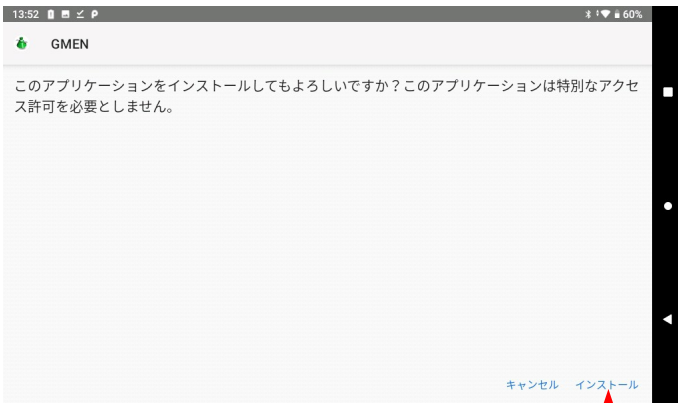 13:52
60%
GMEN
このアプリケーションをインストールしてもよろしいですか？このアプリケーションは特別なアクセ
ス許可を必要としません。
キャンセル インストール